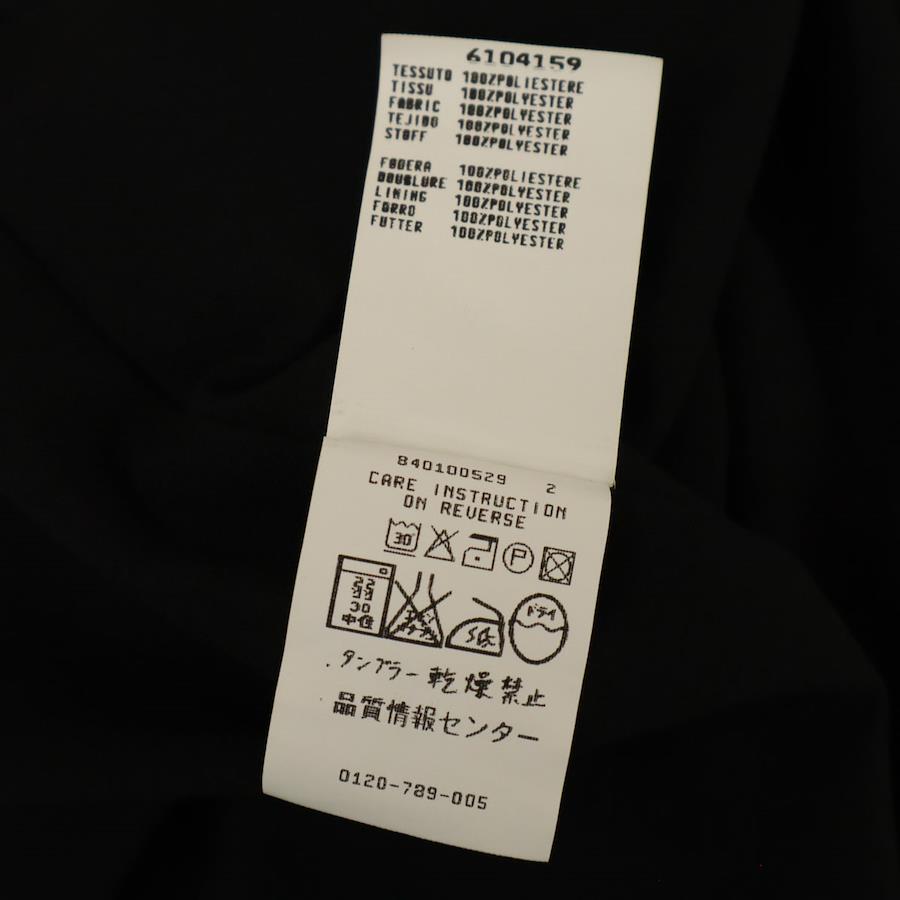 6104159
TESSUTO 100%POLIESTERE
TISSU 100%POLYESTER
FABRIC 100%POLYESTER
TEJIDO 100%POLYESTER
STOFF 100%POLYESTER
FODERA 100%POLIESTERE
DOUBLURE 100%POLYESTER
LINING 100%POLYESTER
FORRO 100%POLYESTER
FUTTER 100%POLYESTER
840100529 2
CARE INSTRUCTION
ON REVERSE
30 P
30
中性
ドライ
タンブラー乾燥禁止
品質情報センター
0120-789-005